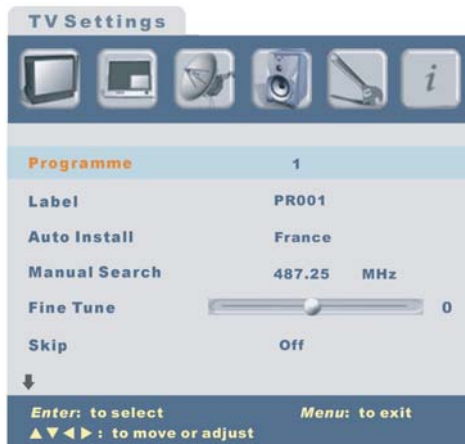 TV Settings
i
Programme 1
Label PR001
Auto Install France
Manual Search 487.25 MHz
Fine Tune 0
Skip Off
Enter: to select Menu: to exit
▲▼◄►: to move or adjust